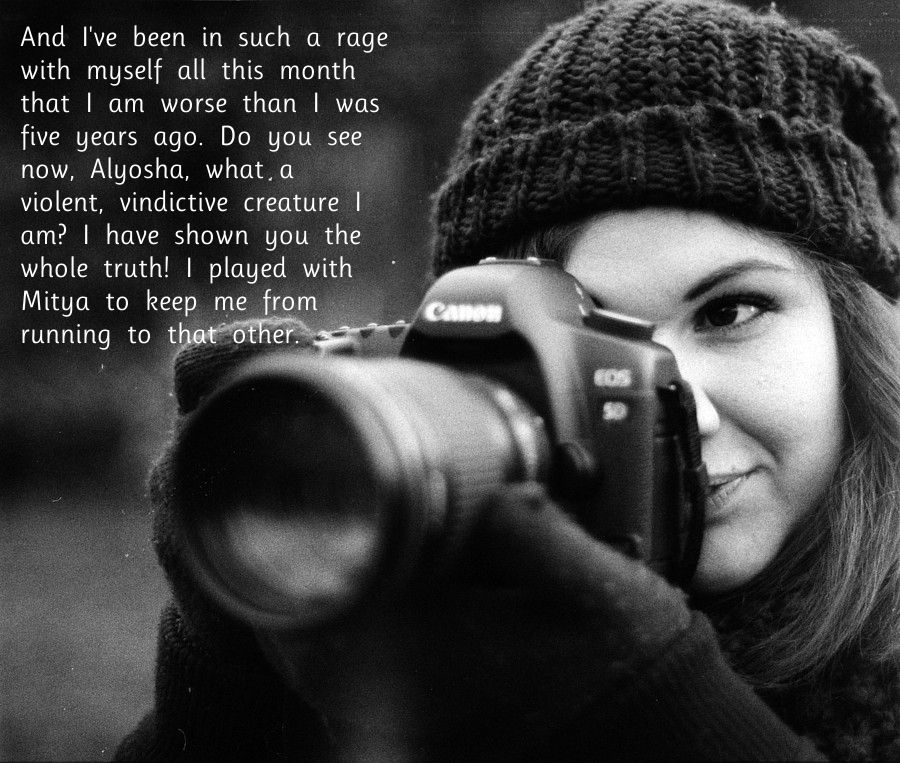 And I've been in such a rage
with myself all this month
that I am worse than I was
five years ago. Do you see
now, Alyosha, what a
violent, vindictive creature I
am? I have shown you the
whole truth! I played with
Mitya to keep me from
running to that other.
Canon
EOS
5D